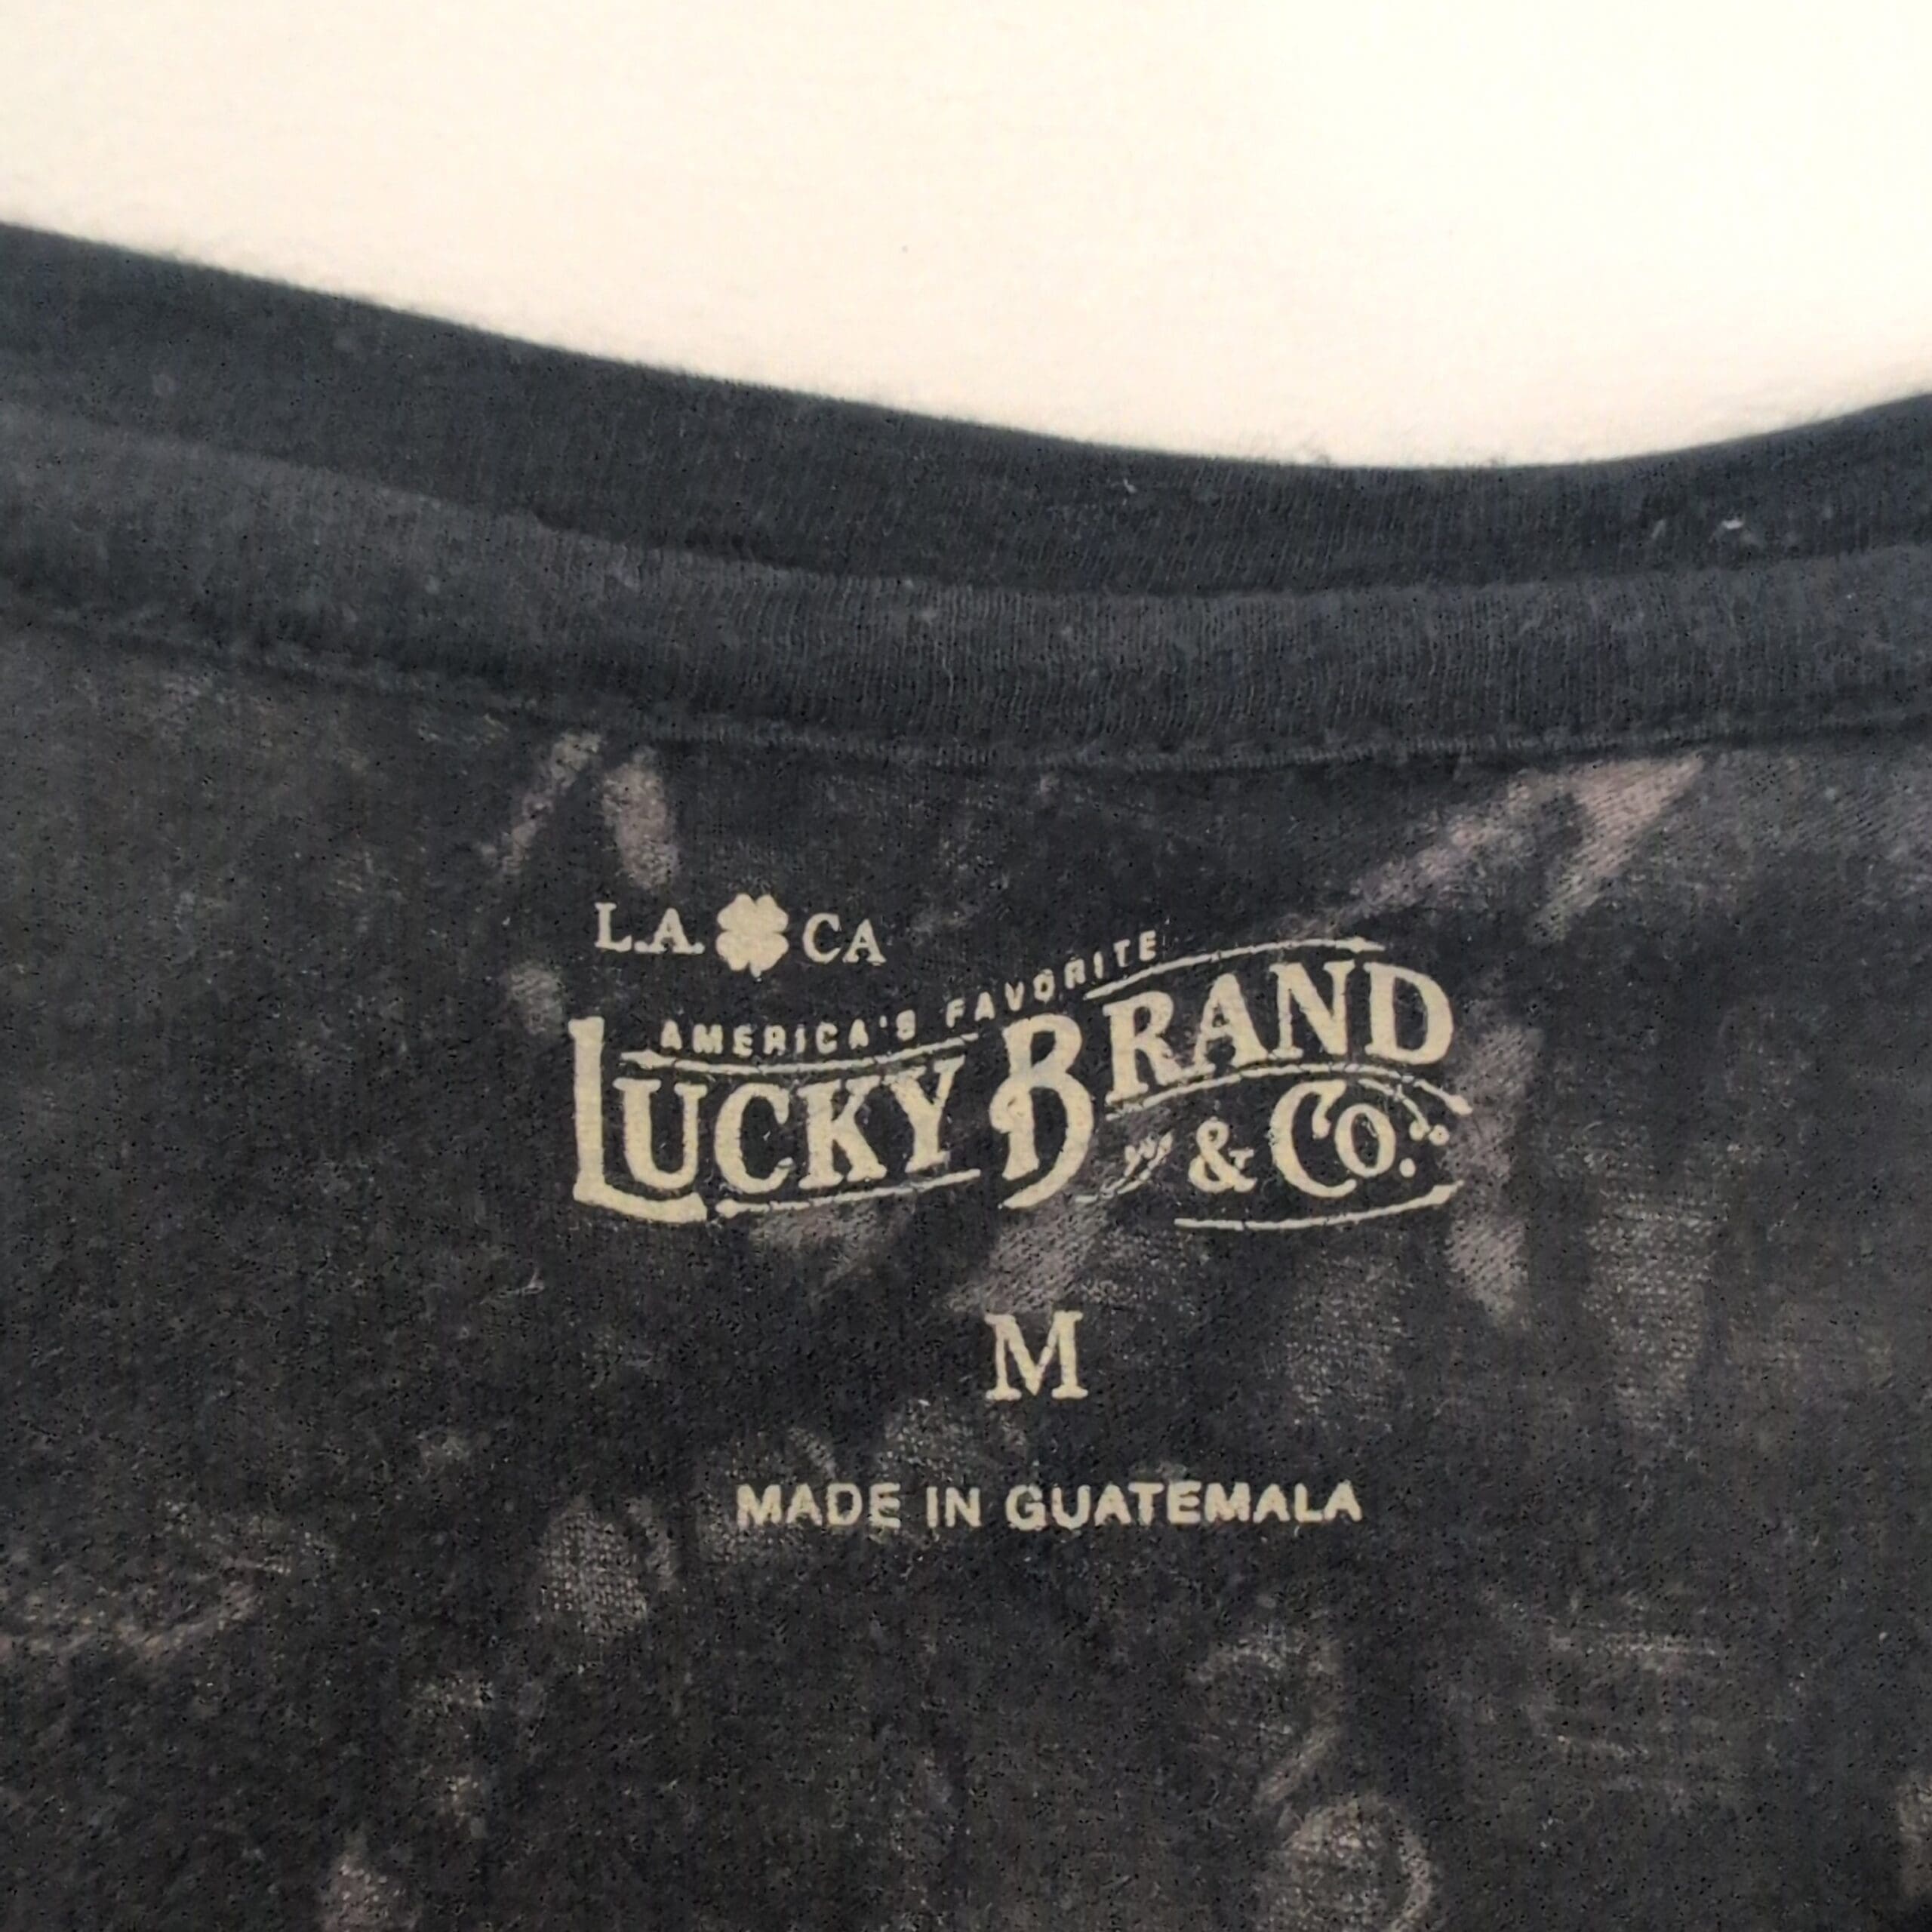 L.A. CA
AMERICA'S FAVORITE
LUCKY BRAND
& CO.
M
MADE IN GUATEMALA